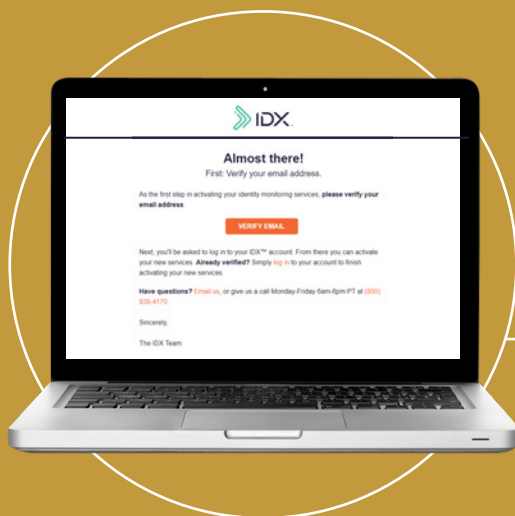 IDX
Almost there!
First: Verify your email address.
As the first step in activating your identity monitoring services, please verify your
email address.
VERIFY EMAIL
Next, you'll be asked to log in to your IDX™ account. From there you can activate
your new services. Already verified? Simply log in to your account to finish
activating your new services.
Have questions? Email us, or give us a call Monday-Friday 6am-6pm PT at (800)
939-4170.
Sincerely,
The IDX Team